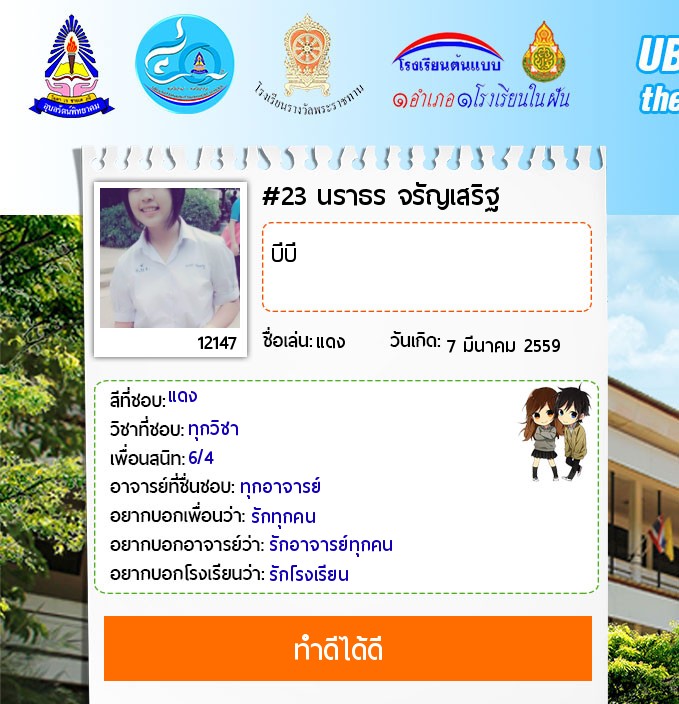 อุบลรัตน์พิทยาคม
โรงเรียนรางวัลพระราชทาน
โรงเรียนต้นแบบ
๑อำเภอ๑โรงเรียนในฝัน
UB
the
#23 นราธร จรัญเสริฐ
บีบี
12147
ชื่อเล่น: แดง วันเกิด: 7 มีนาคม 2559
สีที่ชอบ: แดง
วิชาที่ชอบ: ทุกวิชา
เพื่อนสนิท: 6/4
อาจารย์ที่ชื่นชอบ: ทุกอาจารย์
อยากบอกเพื่อนว่า: รักทุกคน
อยากบอกอาจารย์ว่า: รักอาจารย์ทุกคน
อยากบอกโรงเรียนว่า: รักโรงเรียน
ทำดีได้ดี